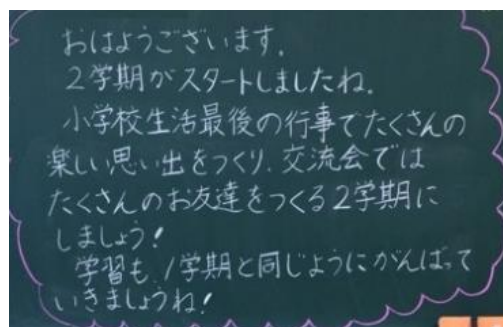 おはようございます。
2学期がスタートしましたね。
小学校生活最後の行事でたくさんの
楽しい思い出をつくり、交流会では
たくさんのお友達をつくる2学期に
しましょう!
学習も、1学期と同じようにがんばって
いきましょうね!